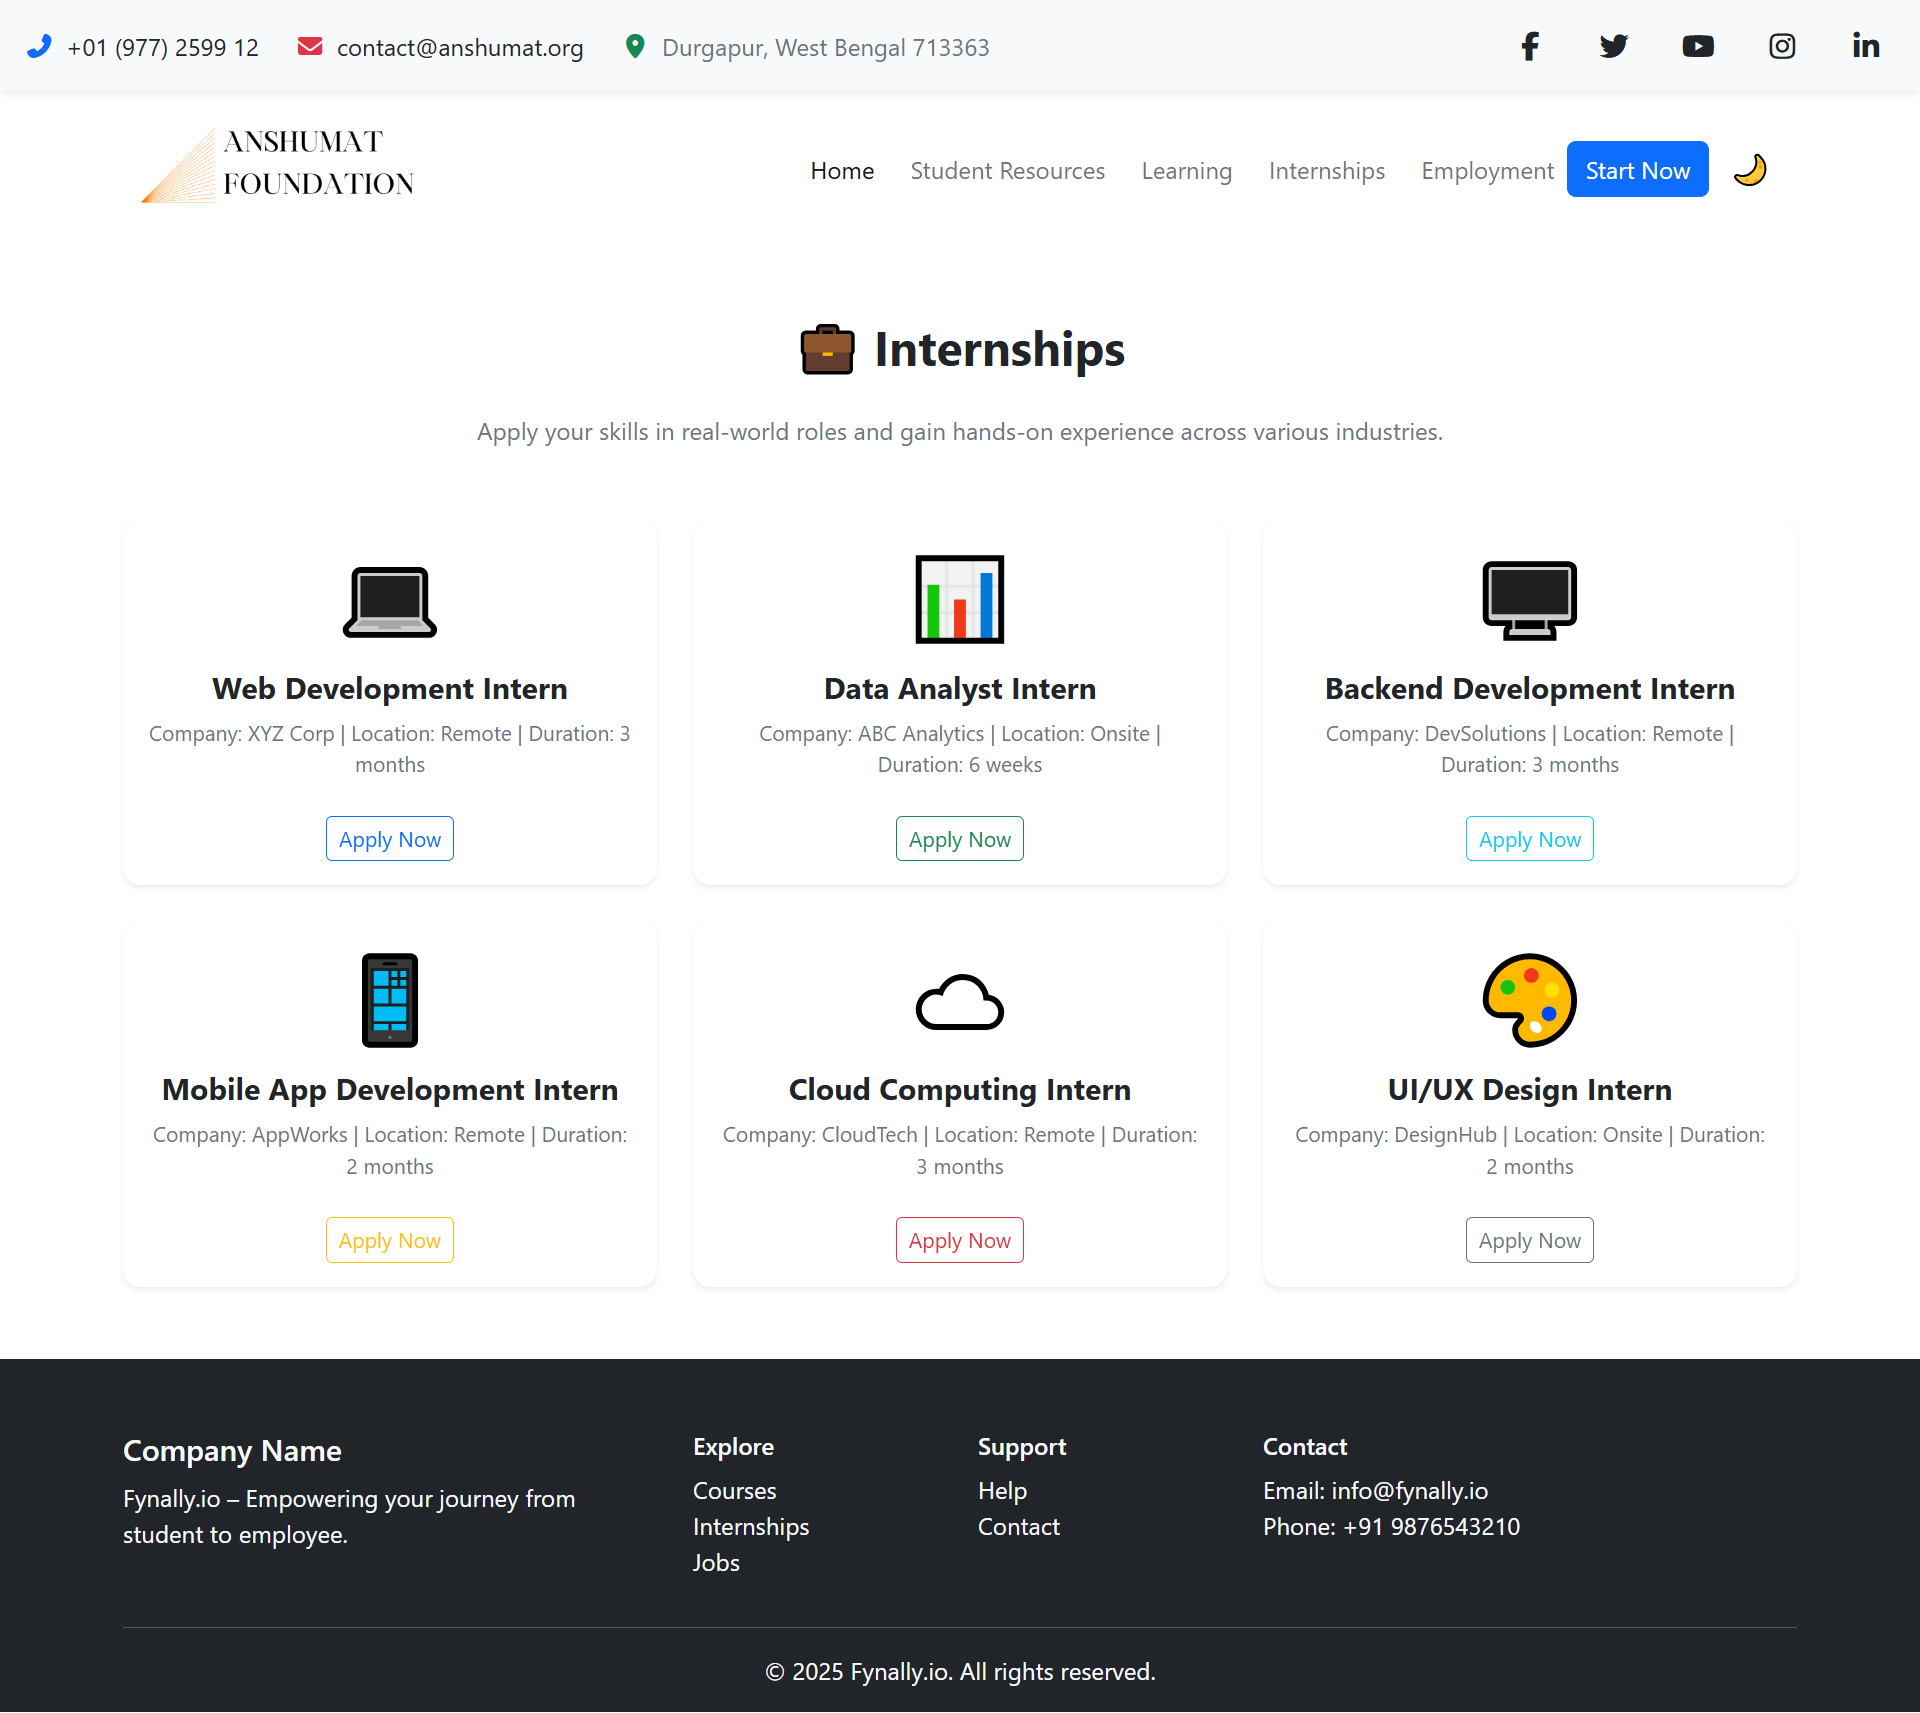 +01 (977) 2599 12 contact@anshumat.org Durgapur, West Bengal 713363
ANSHUMAT
FOUNDATION
Home Student Resources Learning Internships Employment Start Now
Internships
Apply your skills in real-world roles and gain hands-on experience across various industries.
Web Development Intern
Company: XYZ Corp | Location: Remote | Duration: 3
months
Apply Now
Data Analyst Intern
Company: ABC Analytics | Location: Onsite |
Duration: 6 weeks
Apply Now
Backend Development Intern
Company: DevSolutions | Location: Remote |
Duration: 3 months
Apply Now
Mobile App Development Intern
Company: AppWorks | Location: Remote | Duration:
2 months
Apply Now
Cloud Computing Intern
Company: CloudTech | Location: Remote | Duration:
3 months
Apply Now
UI/UX Design Intern
Company: DesignHub | Location: Onsite | Duration:
2 months
Apply Now
Company Name
Fynally.io – Empowering your journey from
student to employee.
Explore
Courses
Internships
Jobs
Support
Help
Contact
Contact
Email: info@fynally.io
Phone: +91 9876543210
© 2025 Fynally.io. All rights reserved.